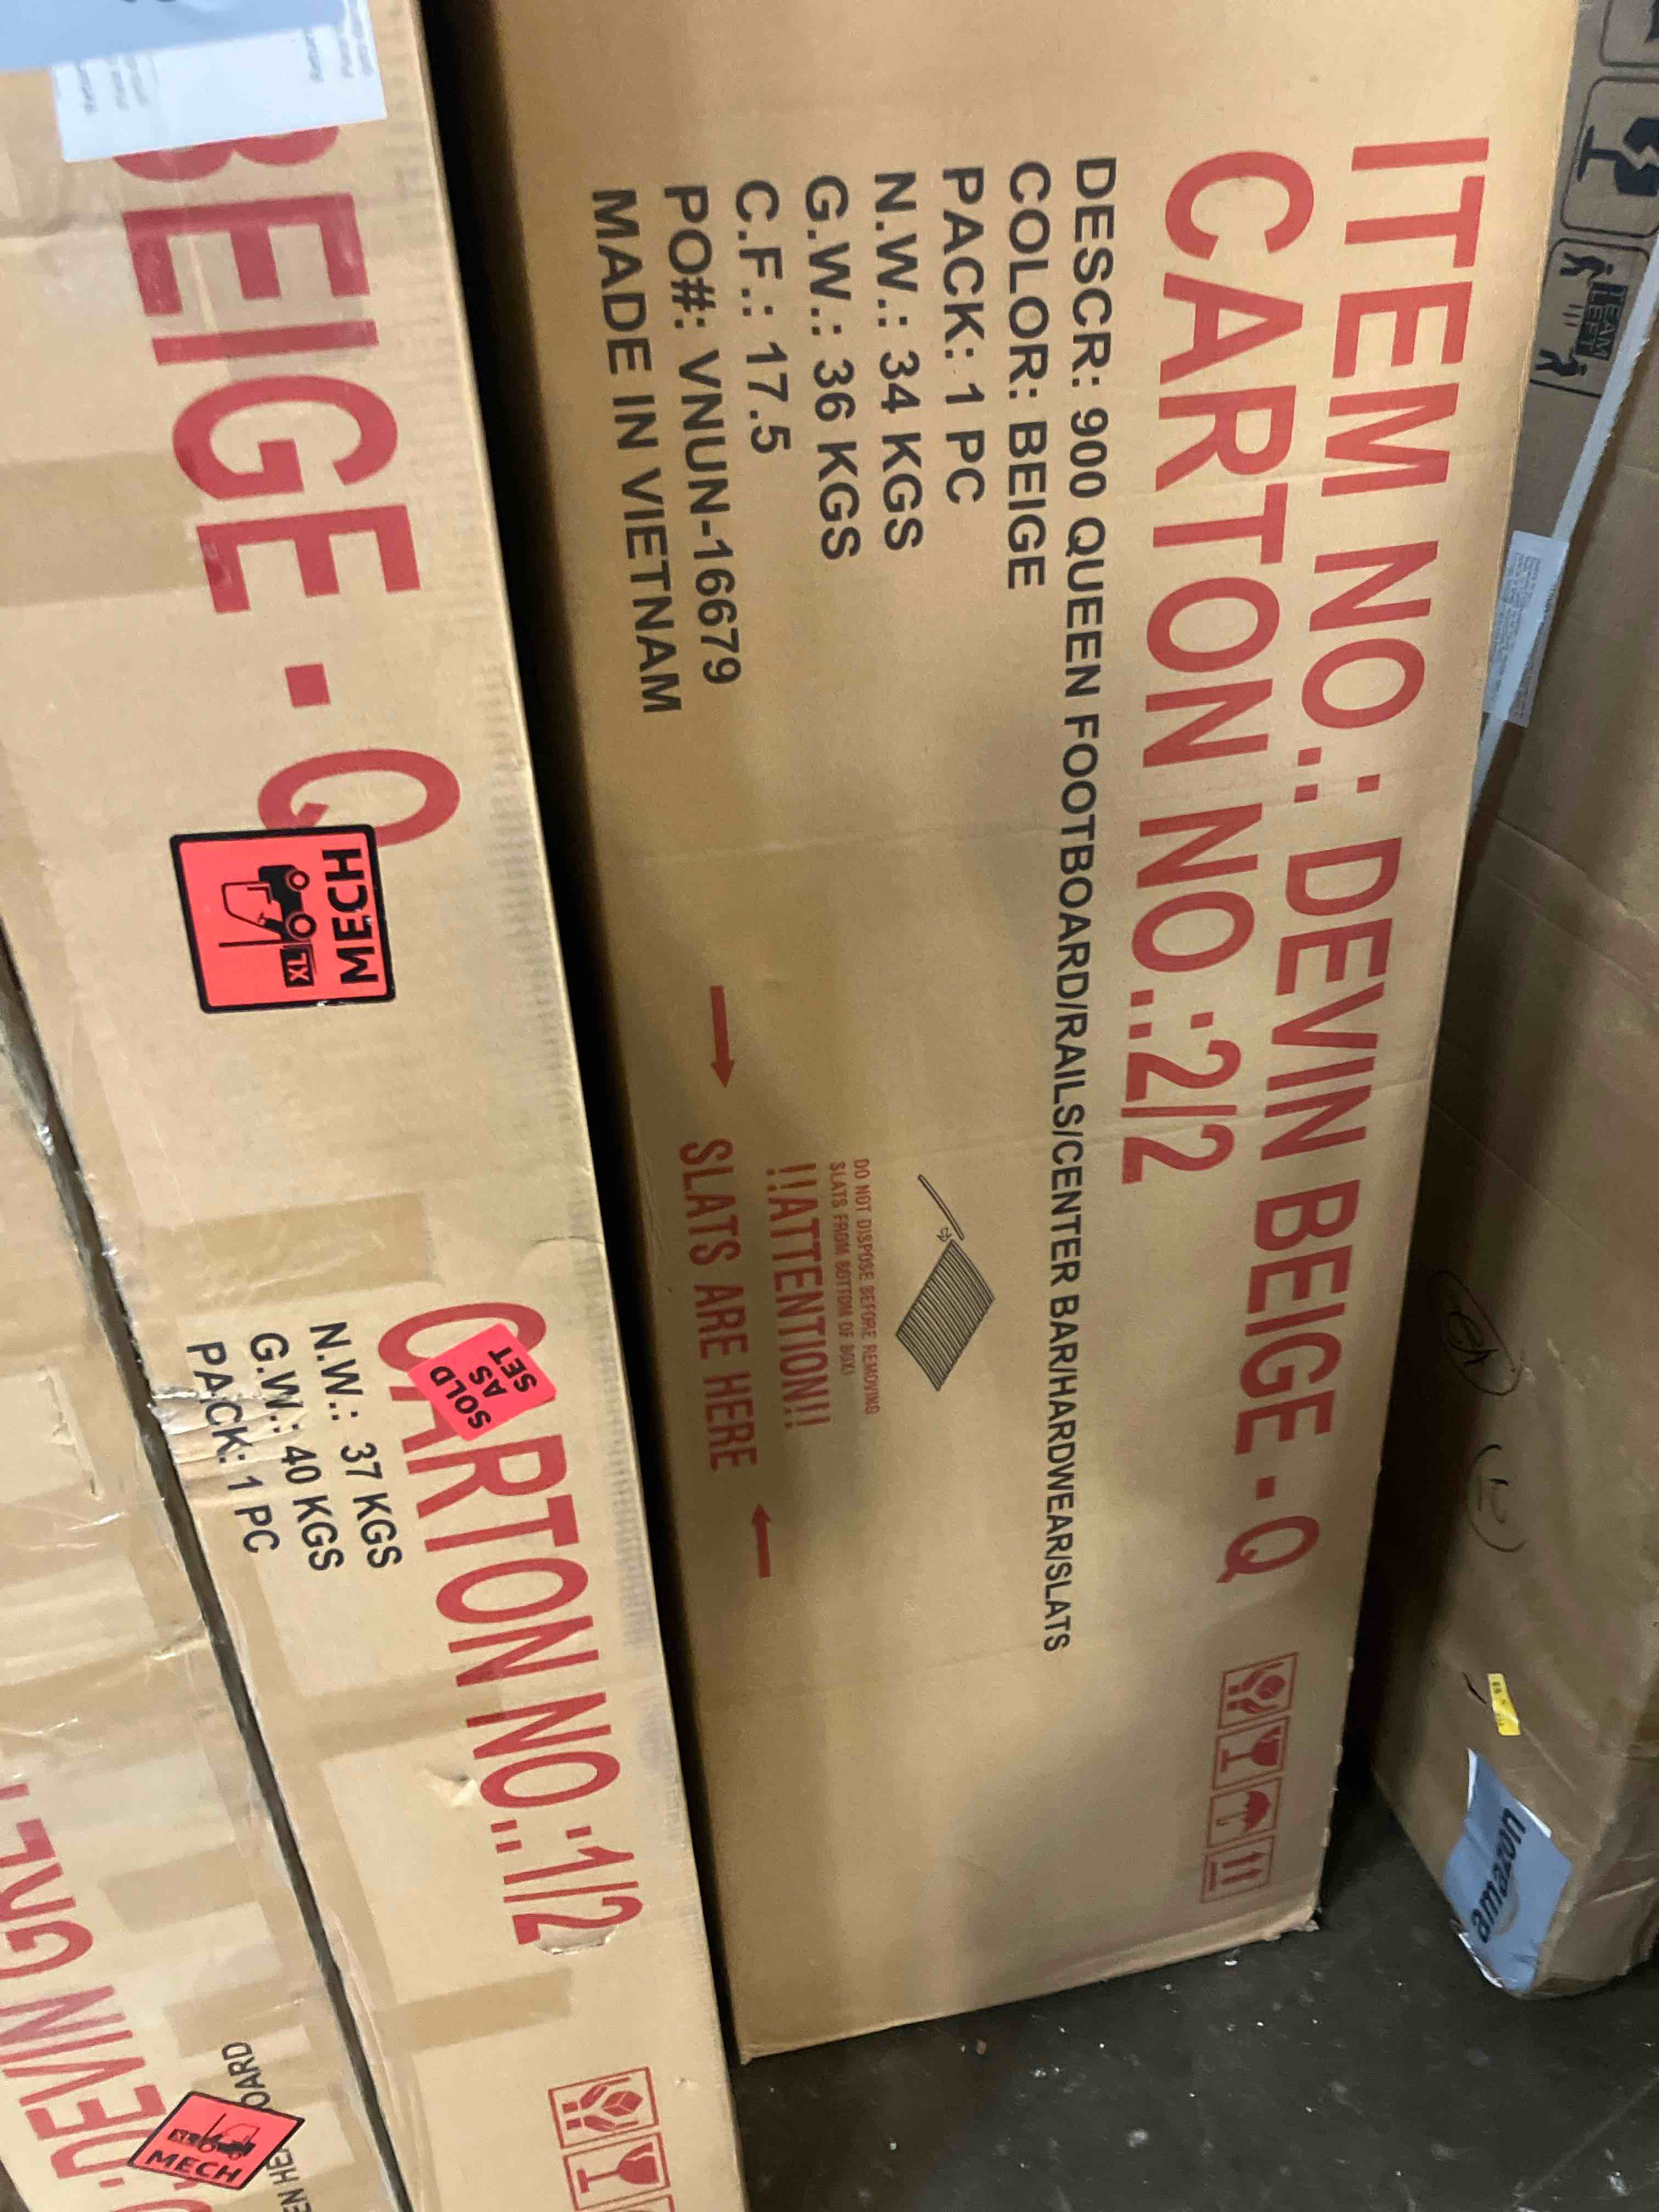 ITEM NO.: DEVIN BEIGE - Q
CARTON NO.:2/2
DESCR: 900 QUEEN FOOTBOARD/RAILS/CENTER BAR/HARDWEAR/SLATS
COLOR: BEIGE
PACK: 1 PC
N.W.: 34 KGS
G.W.: 36 KGS
C.F.: 17.5
PO#: VNUN-16679
MADE IN VIETNAM
DO NOT DISPOSE BEFORE REMOVING
SLATS FROM BOTTOM OF BOX!
!!ATTENTION!!
SLATS ARE HERE
BEIGE - Q
MECH
XL
CARTON NO.:1/2
SOLD
AS
SET
N.W.: 37 KGS
G.W.: 40 KGS
PACK: 1 PC
DEVIN
MECH
TEAM
LIFT
amazon